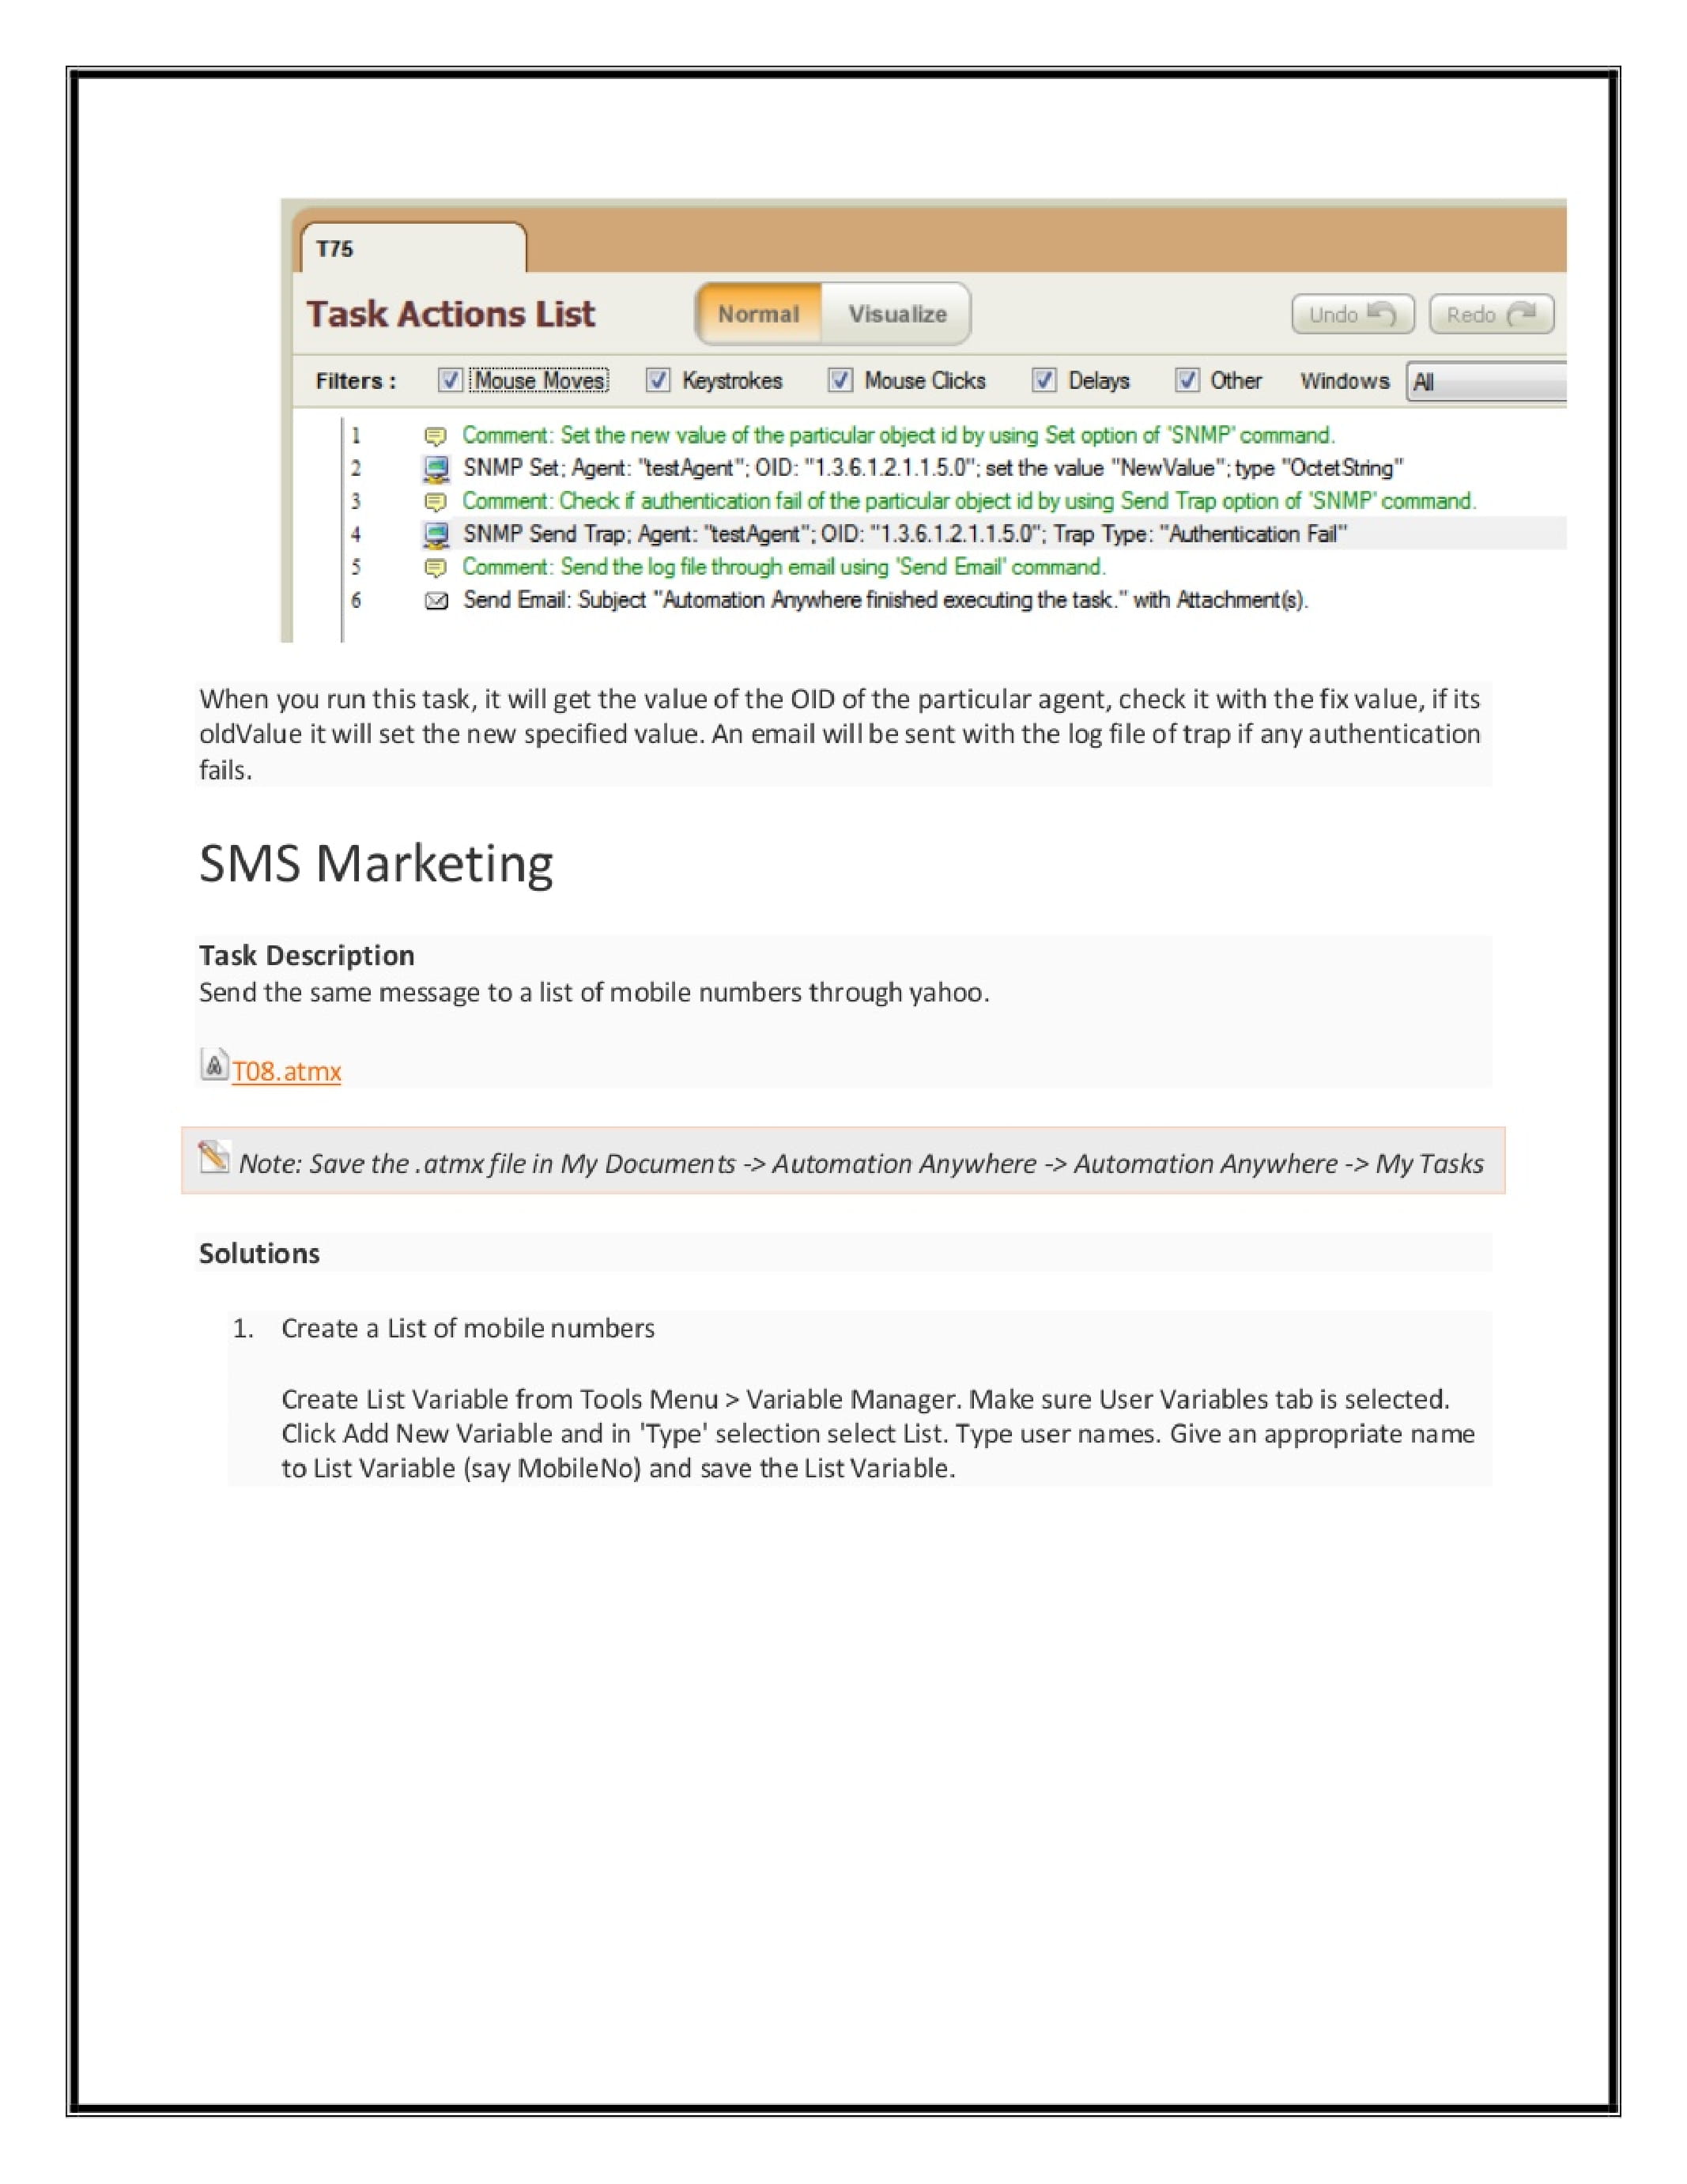 T75
Task Actions List Normal Visualize Undo Redo
Filters : Mouse Moves Keystrokes Mouse Clicks Delays Other Windows All
1 Comment: Set the new value of the particular object id by using Set option of 'SNMP' command.
2 SNMP Set; Agent: "testAgent"; OID: "1.3.6.1.2.1.1.5.0"; set the value "NewValue"; type "OctetString"
3 Comment: Check if authentication fail of the particular object id by using Send Trap option of 'SNMP' command.
4 SNMP Send Trap; Agent: "testAgent"; OID: "1.3.6.1.2.1.1.5.0"; Trap Type: "Authentication Fail"
5 Comment: Send the log file through email using 'Send Email' command.
6 Send Email: Subject "Automation Anywhere finished executing the task." with Attachment(s).
When you run this task, it will get the value of the OID of the particular agent, check it with the fix value, if its
oldValue it will set the new specified value. An email will be sent with the log file of trap if any authentication
fails.
SMS Marketing
Task Description
Send the same message to a list of mobile numbers through yahoo.
T08.atmx
Note: Save the .atmx file in My Documents -> Automation Anywhere -> Automation Anywhere -> My Tasks
Solutions
1. Create a List of mobile numbers
Create List Variable from Tools Menu > Variable Manager. Make sure User Variables tab is selected.
Click Add New Variable and in 'Type' selection select List. Type user names. Give an appropriate name
to List Variable (say MobileNo) and save the List Variable.